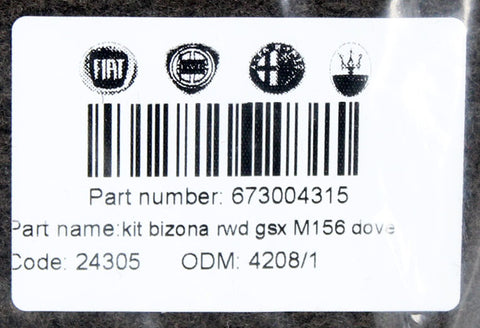 FIAT
Part number: 673004315
Part name:kit bizona rwd gsx M156 dove
Code: 24305 ODM: 4208/1